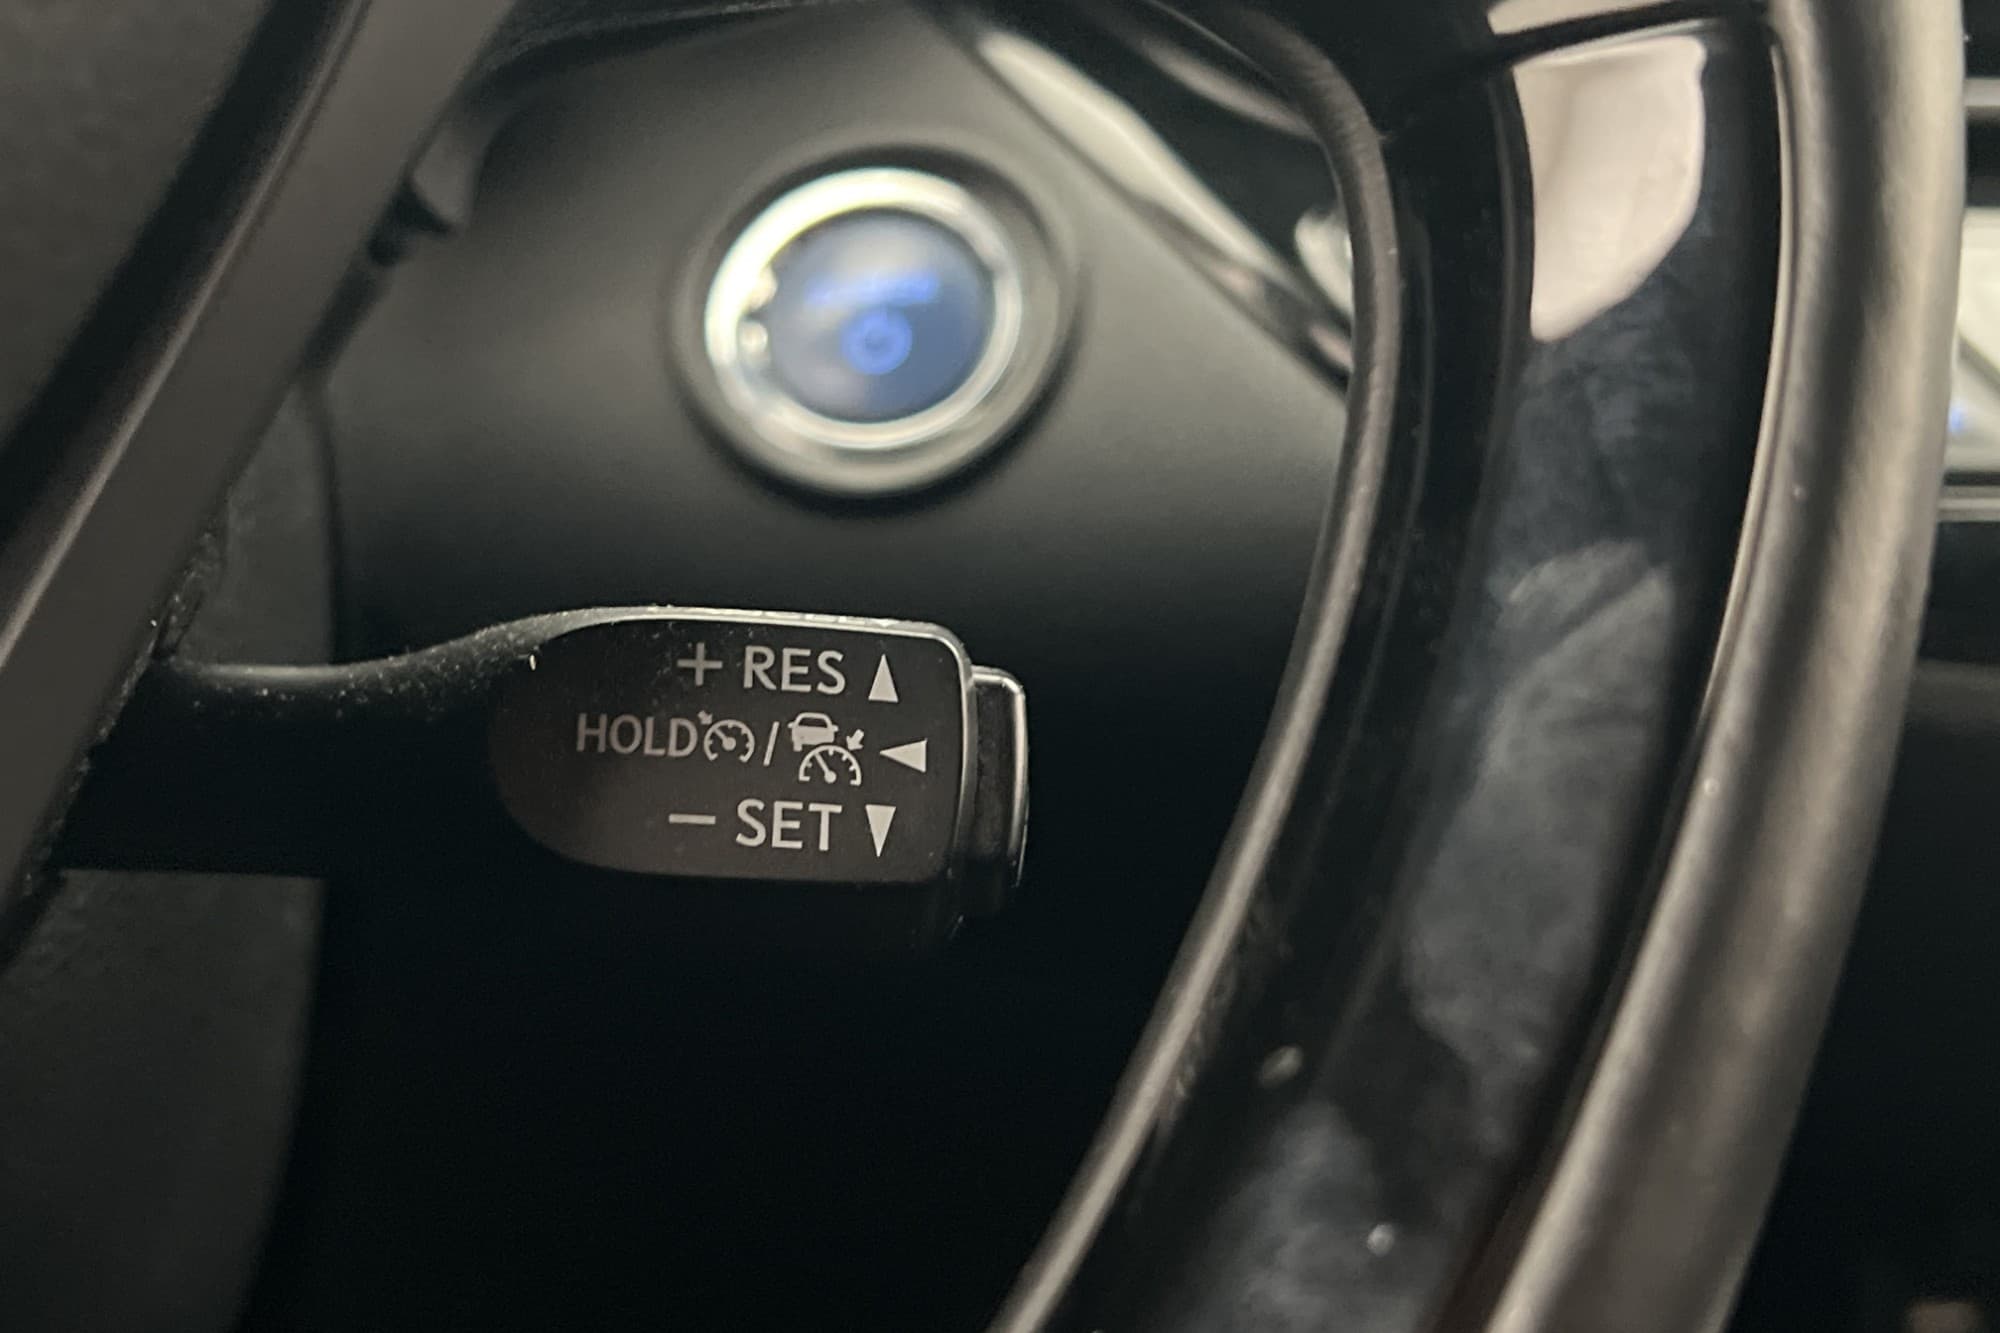 + RES ▲
HOLD / ◀
− SET ▼